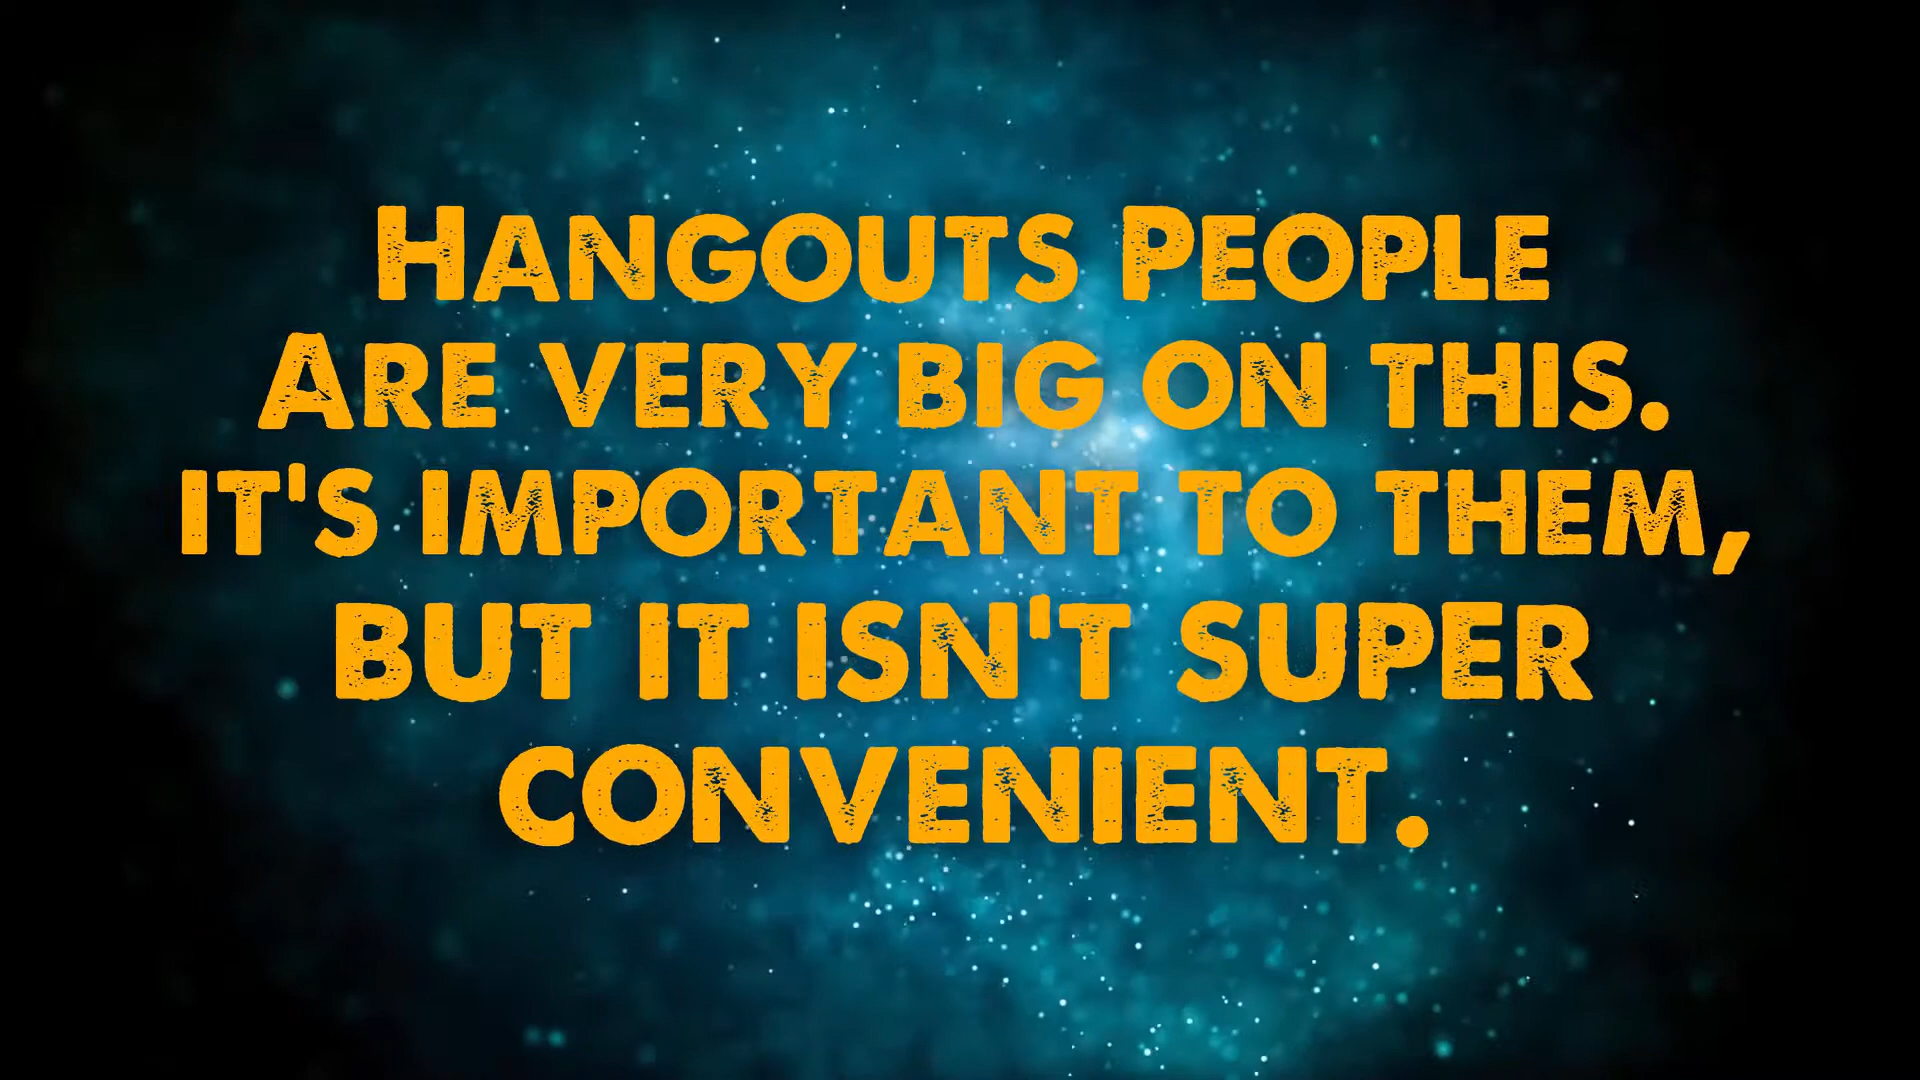 Hangouts People
Are very big on this.
It's important to them,
but it isn't super
convenient.